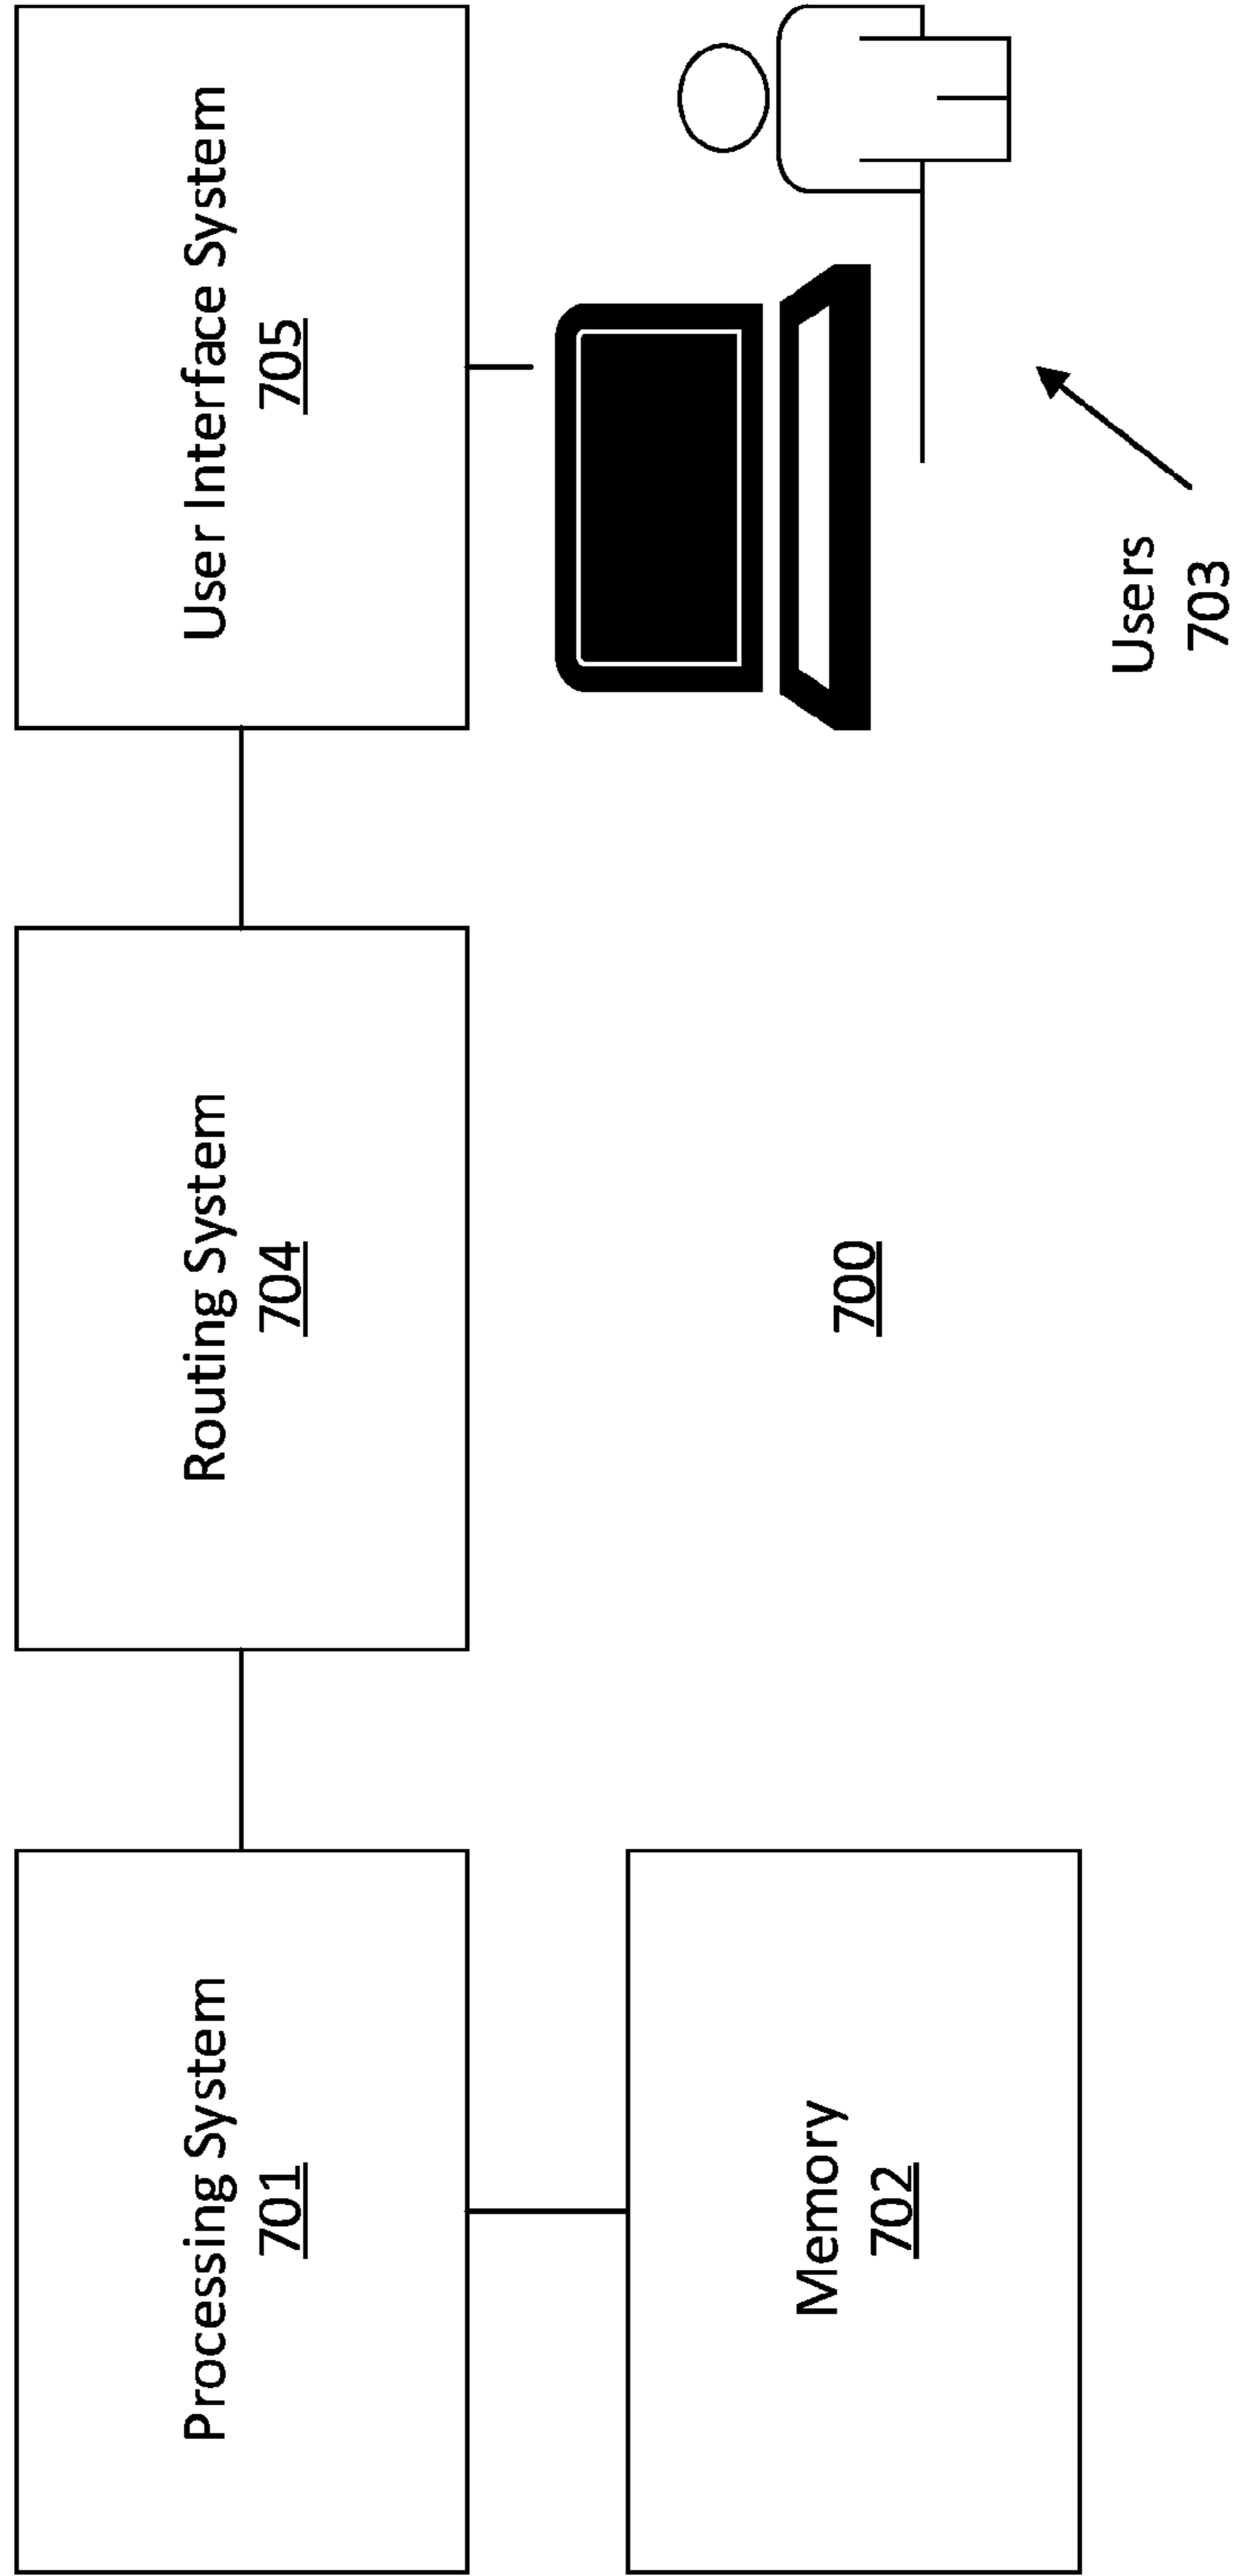 Processing System
701
Routing System
704
User Interface System
705
Memory
702
700
Users
703